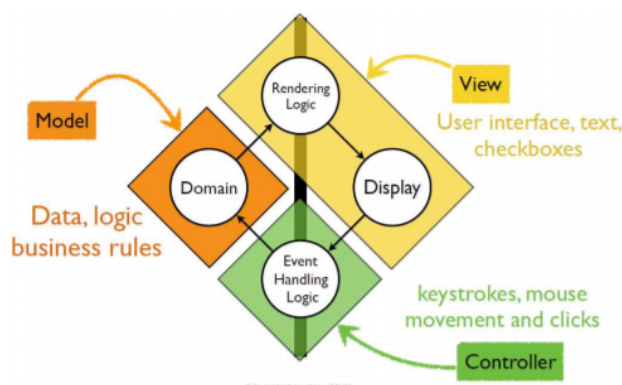 Rendering
Logic
View
User interface, text,
checkboxes
Model
Domain
Display
Data, logic
business rules
Event
Handling
Logic
keystrokes, mouse
movement and clicks
Controller